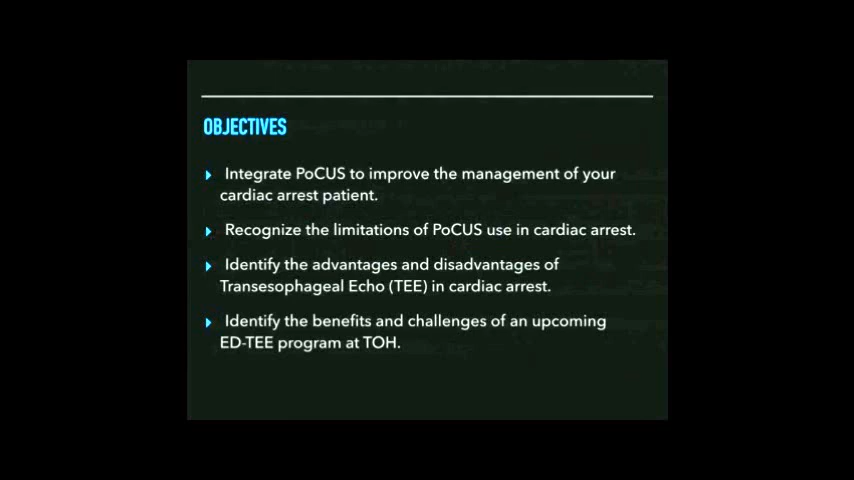 OBJECTIVES
Integrate PoCUS to improve the management of your
cardiac arrest patient.
Recognize the limitations of PoCUS use in cardiac arrest.
Identify the advantages and disadvantages of
Transesophageal Echo (TEE) in cardiac arrest.
Identify the benefits and challenges of an upcoming
ED-TEE program at TOH.